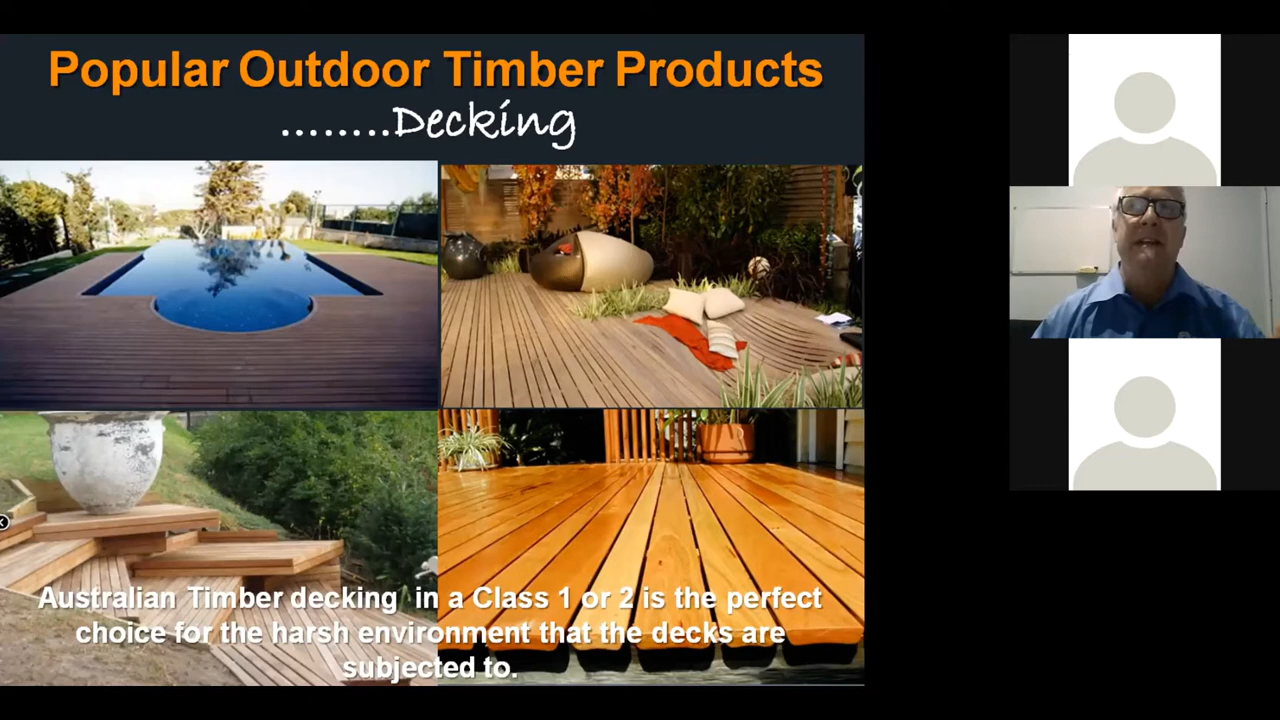 Popular Outdoor Timber Products
........Decking
Australian Timber decking in a Class 1 or 2 is the perfect
choice for the harsh environment that the decks are
subjected to.